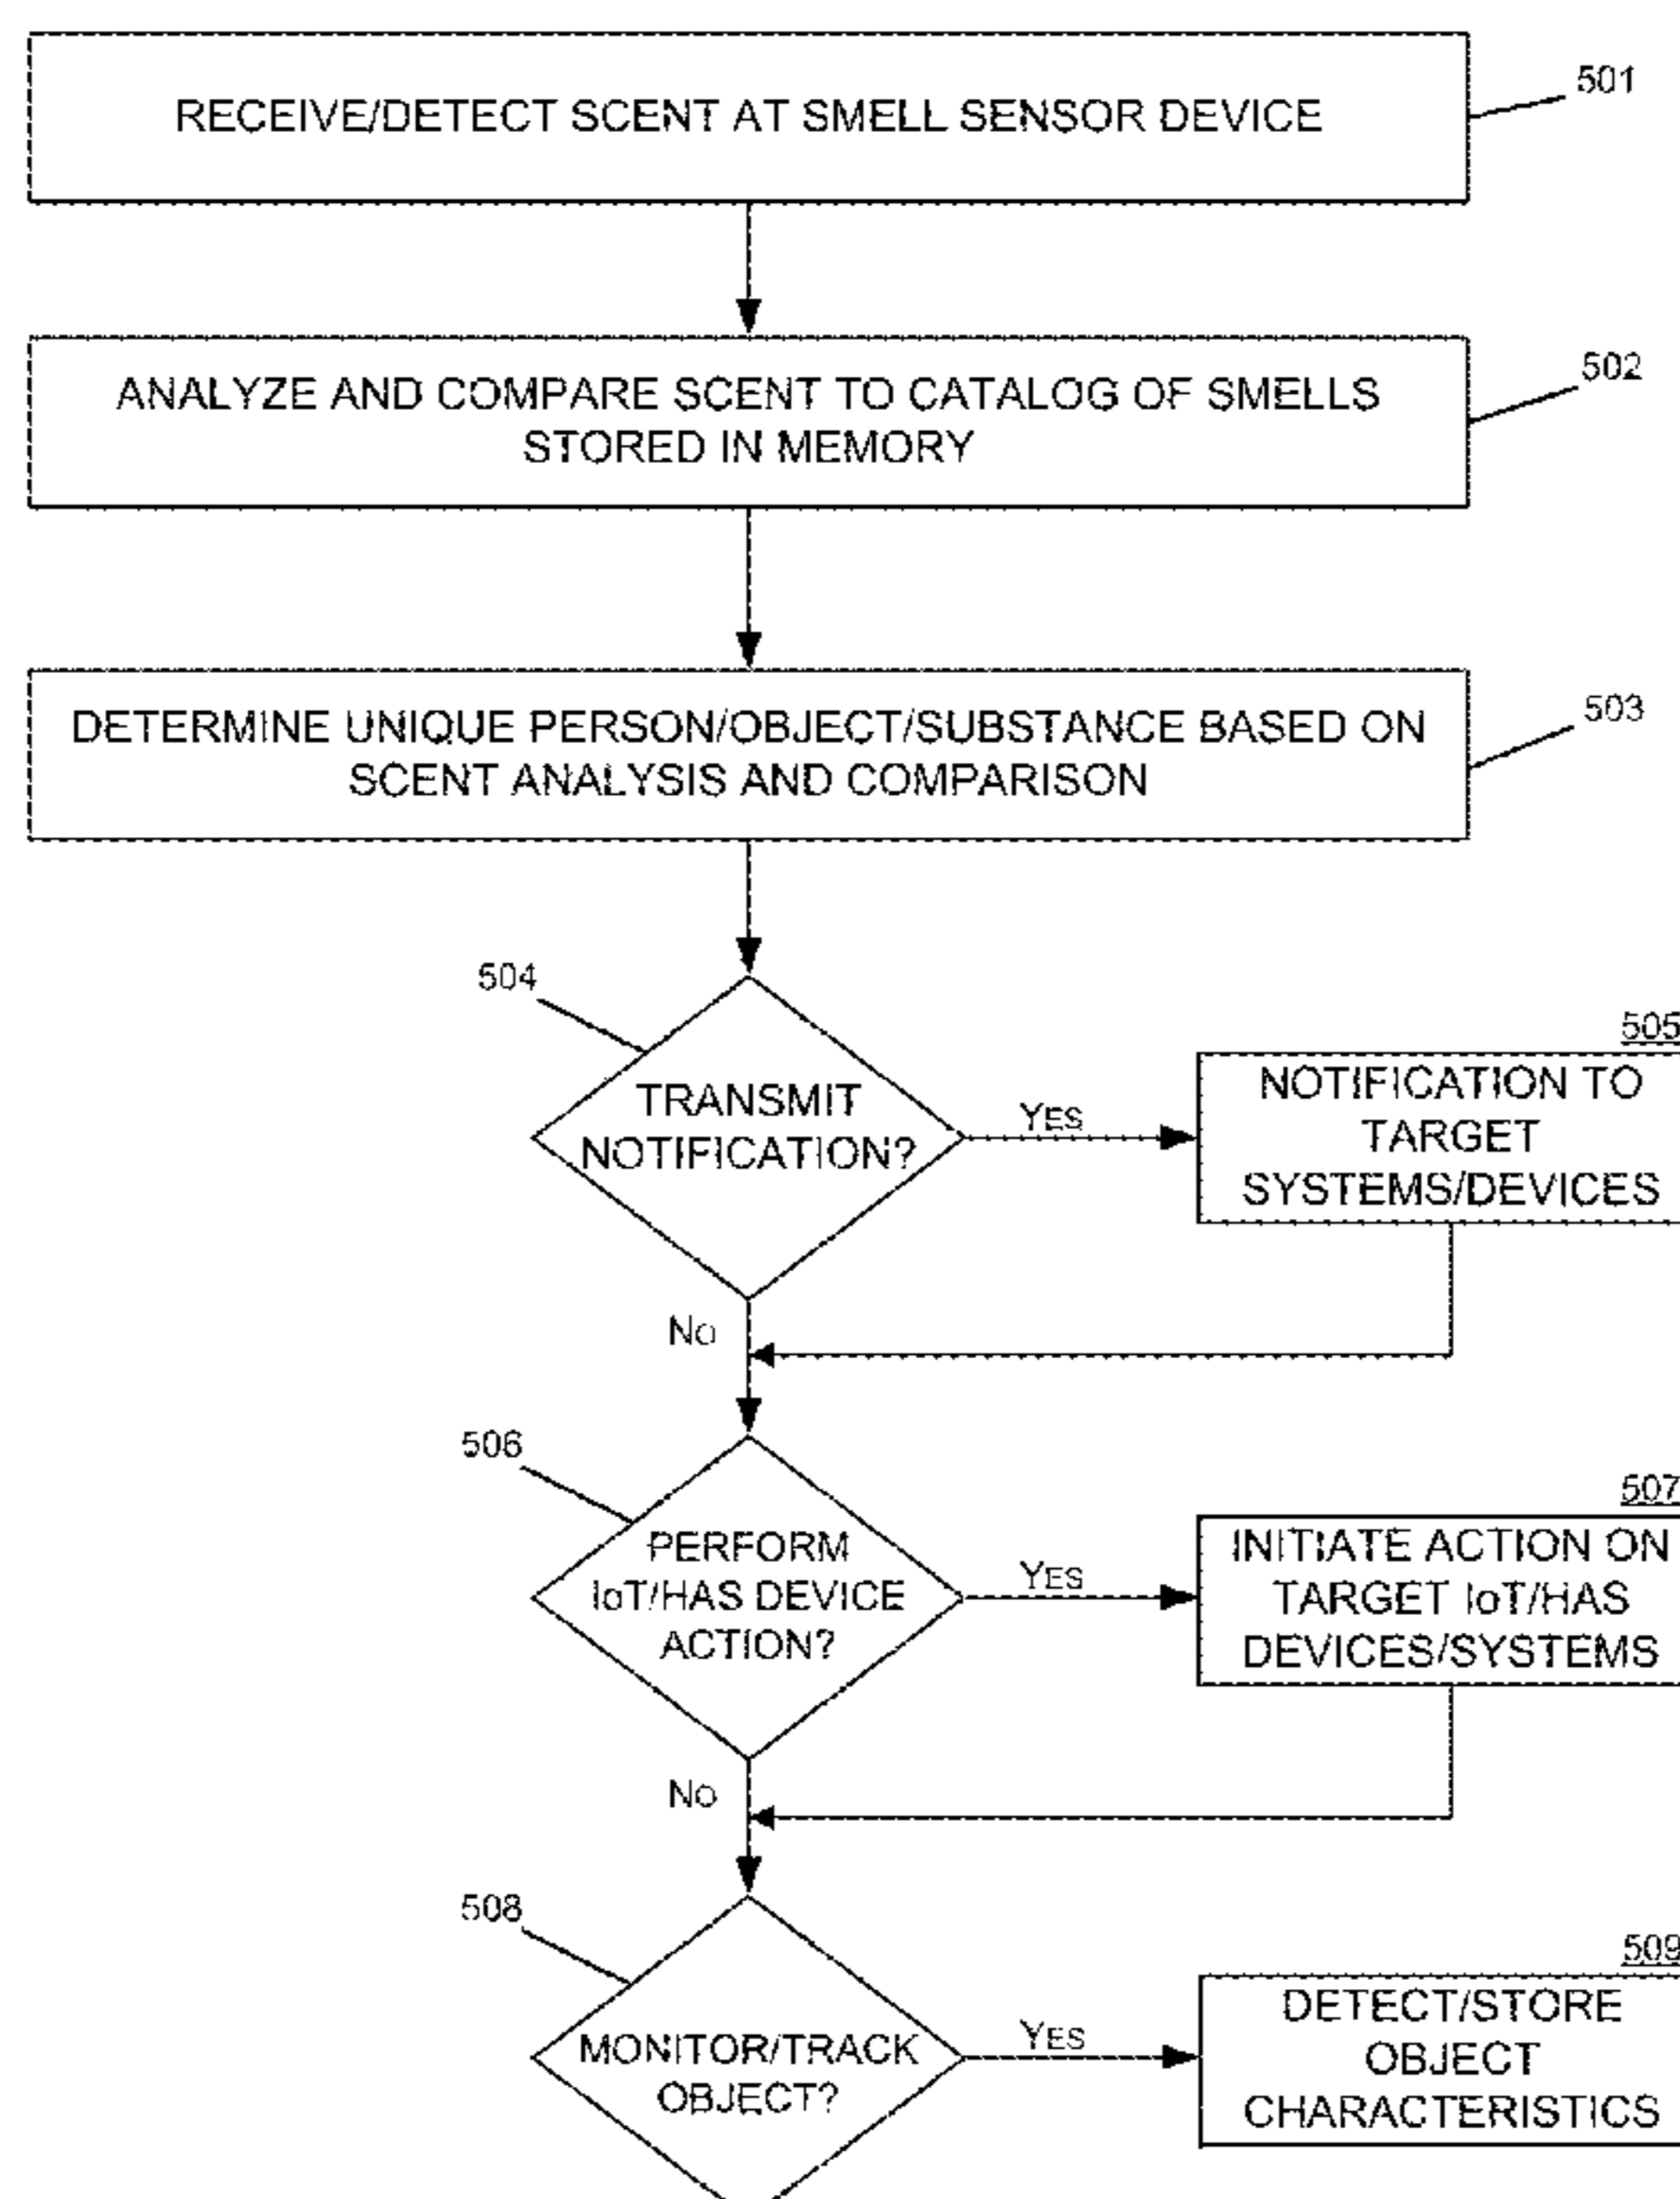 501
RECEIVE/DETECT SCENT AT SMELL SENSOR DEVICE
502
ANALYZE AND COMPARE SCENT TO CATALOG OF SMELLS
STORED IN MEMORY
503
DETERMINE UNIQUE PERSON/OBJECT/SUBSTANCE BASED ON
SCENT ANALYSIS AND COMPARISON
504
TRANSMIT
NOTIFICATION?
YES
505
NOTIFICATION TO
TARGET
SYSTEMS/DEVICES
NO
506
PERFORM
IoT/HAS DEVICE
ACTION?
YES
507
INITIATE ACTION ON
TARGET IoT/HAS
DEVICES/SYSTEMS
NO
508
MONITOR/TRACK
OBJECT?
YES
509
DETECT/STORE
OBJECT
CHARACTERISTICS